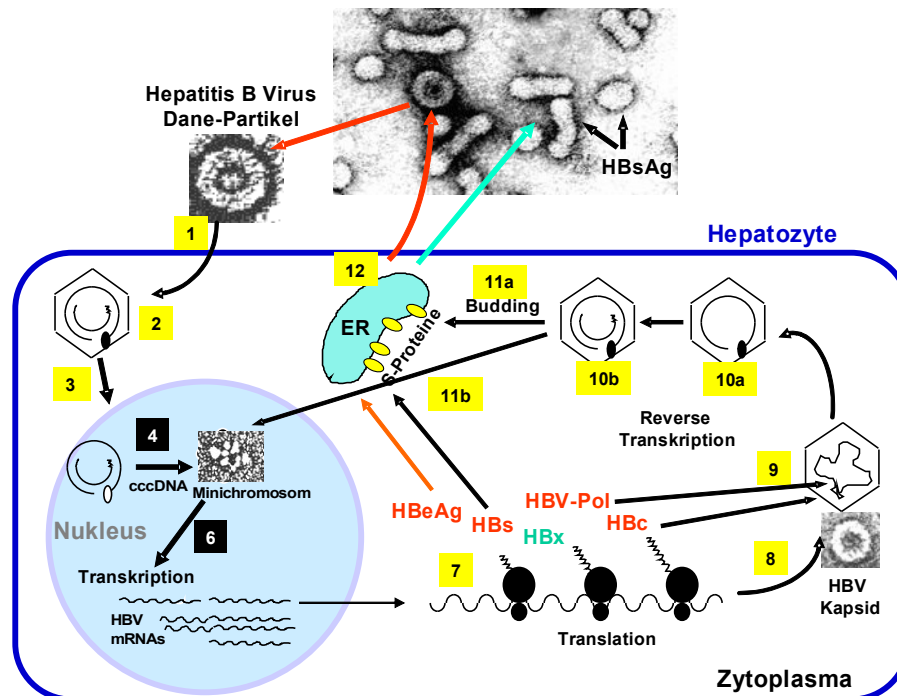 Hepatitis B Virus
Dane-Partikel
HBsAg
1
Hepatozyte
2
3
12
ER
S-Proteine
11a
Budding
10b
10a
11b
Reverse
Transkription
4
cccDNA
Minichromosom
Nukleus
6
Transkription
HBV
mRNAs
HBeAg
HBs
HBx
HBV-Pol
HBc
9
7
8
Translation
HBV
Kapsid
Zytoplasma